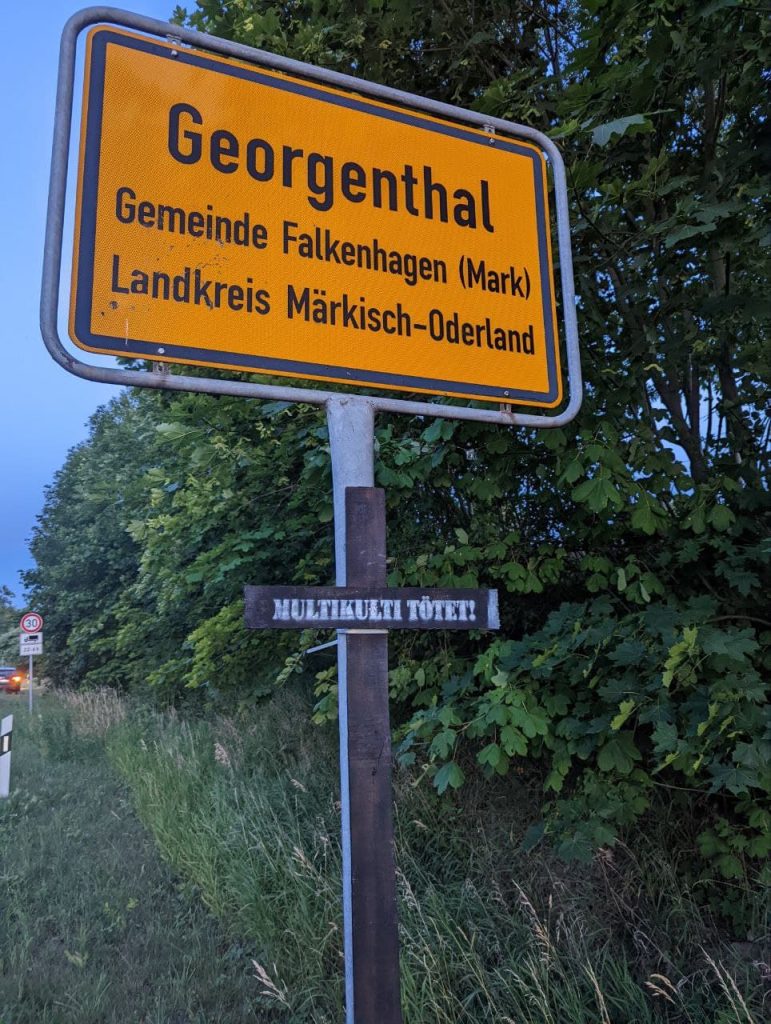 Georgenthal
Gemeinde Falkenhagen (Mark)
Landkreis Märkisch-Oderland
MULTIKULTI TÖTET!
30